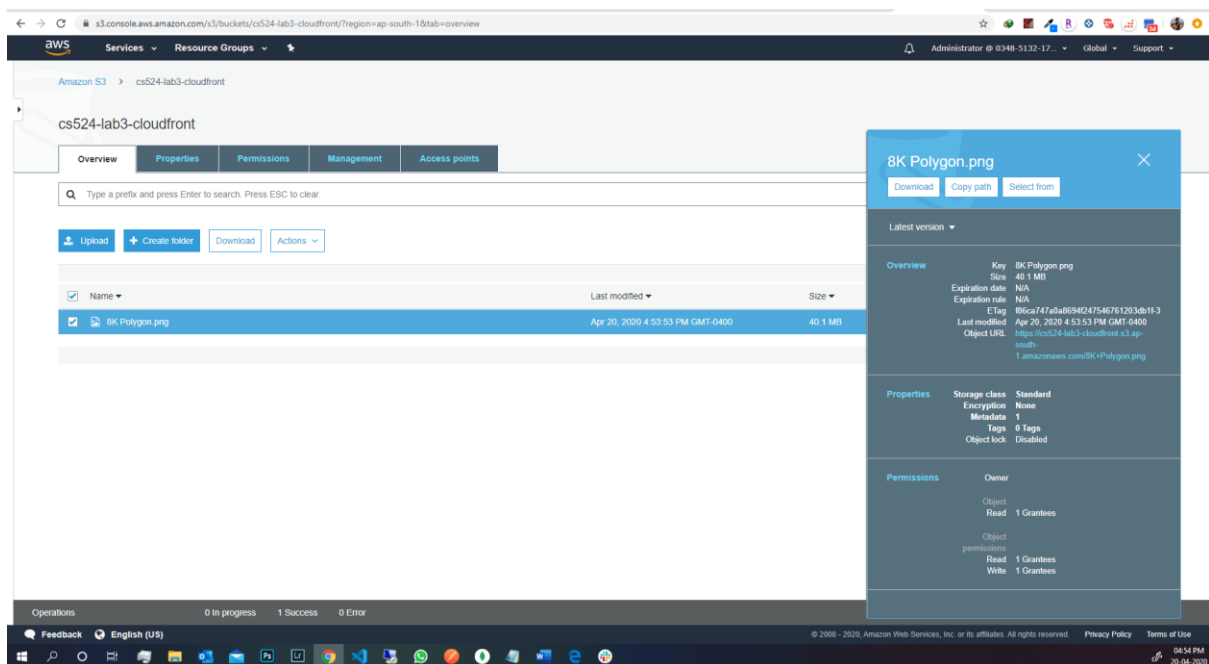 s3.console.aws.amazon.com/s3/buckets/cs524-lab3-cloudfront/?region=ap-south-1&tab=overview
aws Services Resource Groups Administrator @ 0348-5132-17... Global Support
Amazon S3 > cs524-lab3-cloudfront
cs524-lab3-cloudfront
Overview Properties Permissions Management Access points
Type a prefix and press Enter to search. Press ESC to clear.
Upload + Create folder Download Actions
Name Last modified Size
8K Polygon.png Apr 20, 2020 4:53:53 PM GMT-0400 40.1 MB
8K Polygon.png
Download Copy path Select from
Latest version
Overview Key 8K Polygon.png
Size 40.1 MB
Expiration date N/A
Expiration rule N/A
ETag
Last modified Apr 20, 2020 4:53:53 PM GMT-0400
Object URL https://cs524-lab3-cloudfront.s3.ap-
south-
1.amazonaws.com/8K+Polygon.png
Properties Storage class Standard
Encryption None
Metadata 1
Tags 0 Tags
Object lock Disabled
Permissions Owner
Object
Read 1 Grantees
Object
permissions
Read 1 Grantees
Write 1 Grantees
Operations 0 In progress 1 Success 0 Error
Feedback English (US) © 2008 - 2020, Amazon Web Services, Inc. or its affiliates. All rights reserved. Privacy Policy Terms of Use
Ps Lr 04:54 PM
20-04-2020